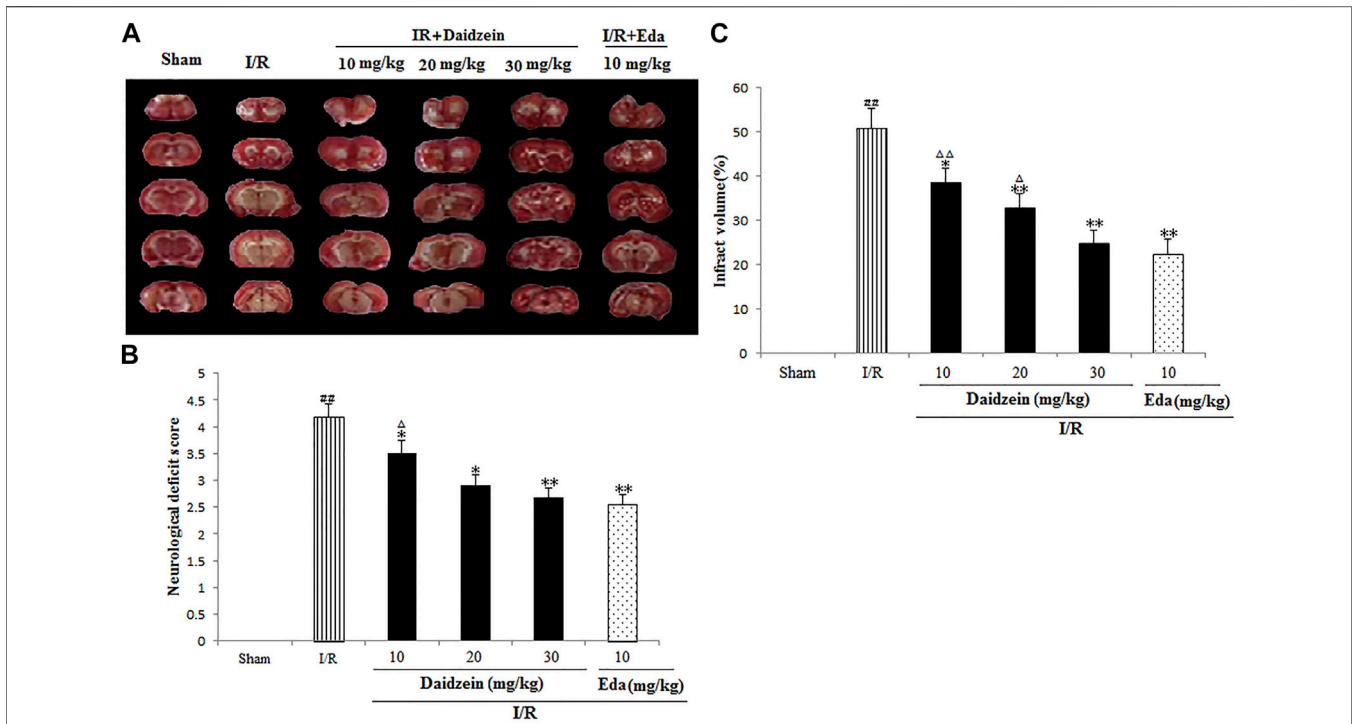 A
IR+Daidzein
I/R+Eda
Sham
I/R
10 mg/kg
20 mg/kg
30 mg/kg
10 mg/kg
B
Neurological deficit score
5
4.5
4
3.5
3
2.5
2
1.5
1
0.5
0
##
Δ
*
*
**
**
Sham
I/R
10
20
30
10
Daidzein (mg/kg)
Eda(mg/kg)
I/R
C
Infract volume(%)
60
50
40
30
20
10
0
##
ΔΔ
*
Δ
**
**
**
Sham
I/R
10
20
30
10
Daidzein (mg/kg)
Eda(mg/kg)
I/R